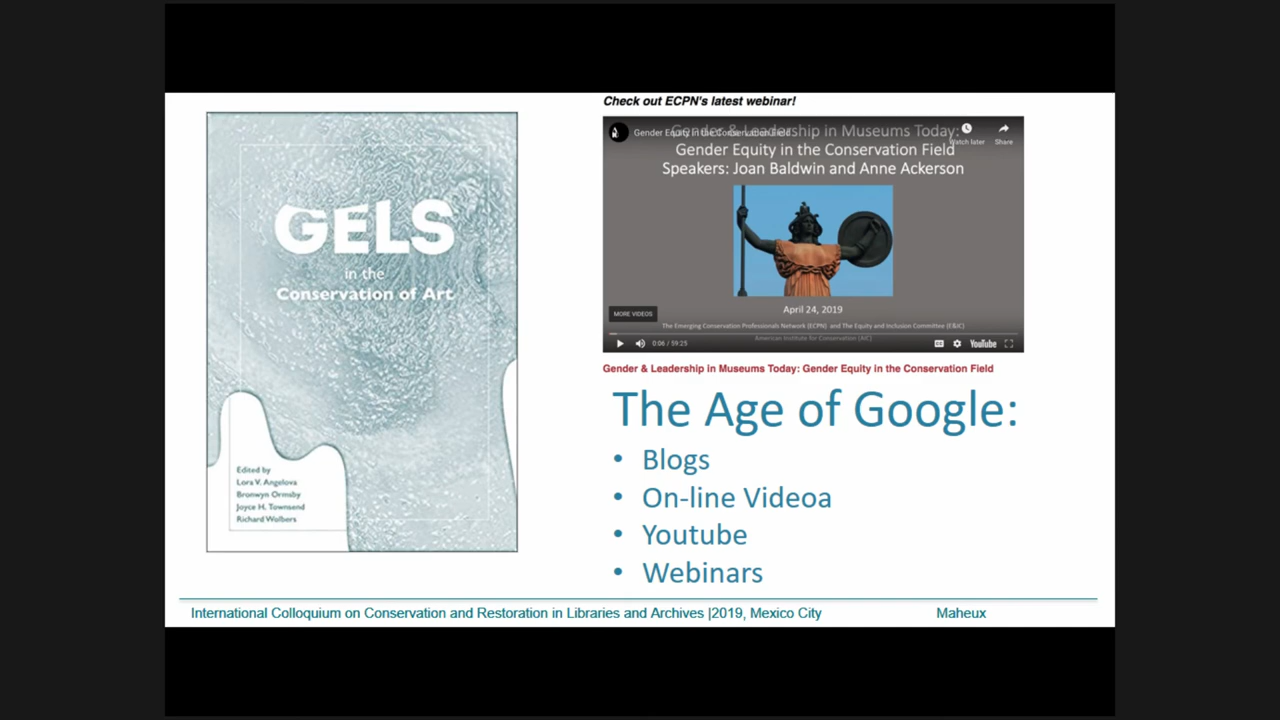 GELS
in the
Conservation of Art
Edited by
Lora V. Angelova
Bronwyn Ormsby
Joyce H. Townsend
Richard Wolbers
Check out ECPN's latest webinar!
Gender Equity in the Conservation Field
Gender & Leadership in Museums Today:
Watch later
Share
Gender Equity in the Conservation Field
Speakers: Joan Baldwin and Anne Ackerson
April 24, 2019
MORE VIDEOS
The Emerging Conservation Professionals Network (ECPN) and The Equity and Inclusion Committee (E&IC)
American Institute for Conservation (AIC)
0:06 / 59:25
YouTube
Gender & Leadership in Museums Today: Gender Equity in the Conservation Field
The Age of Google:
• Blogs
• On-line Videoa
• Youtube
• Webinars
International Colloquium on Conservation and Restoration in Libraries and Archives |2019, Mexico City
Maheux